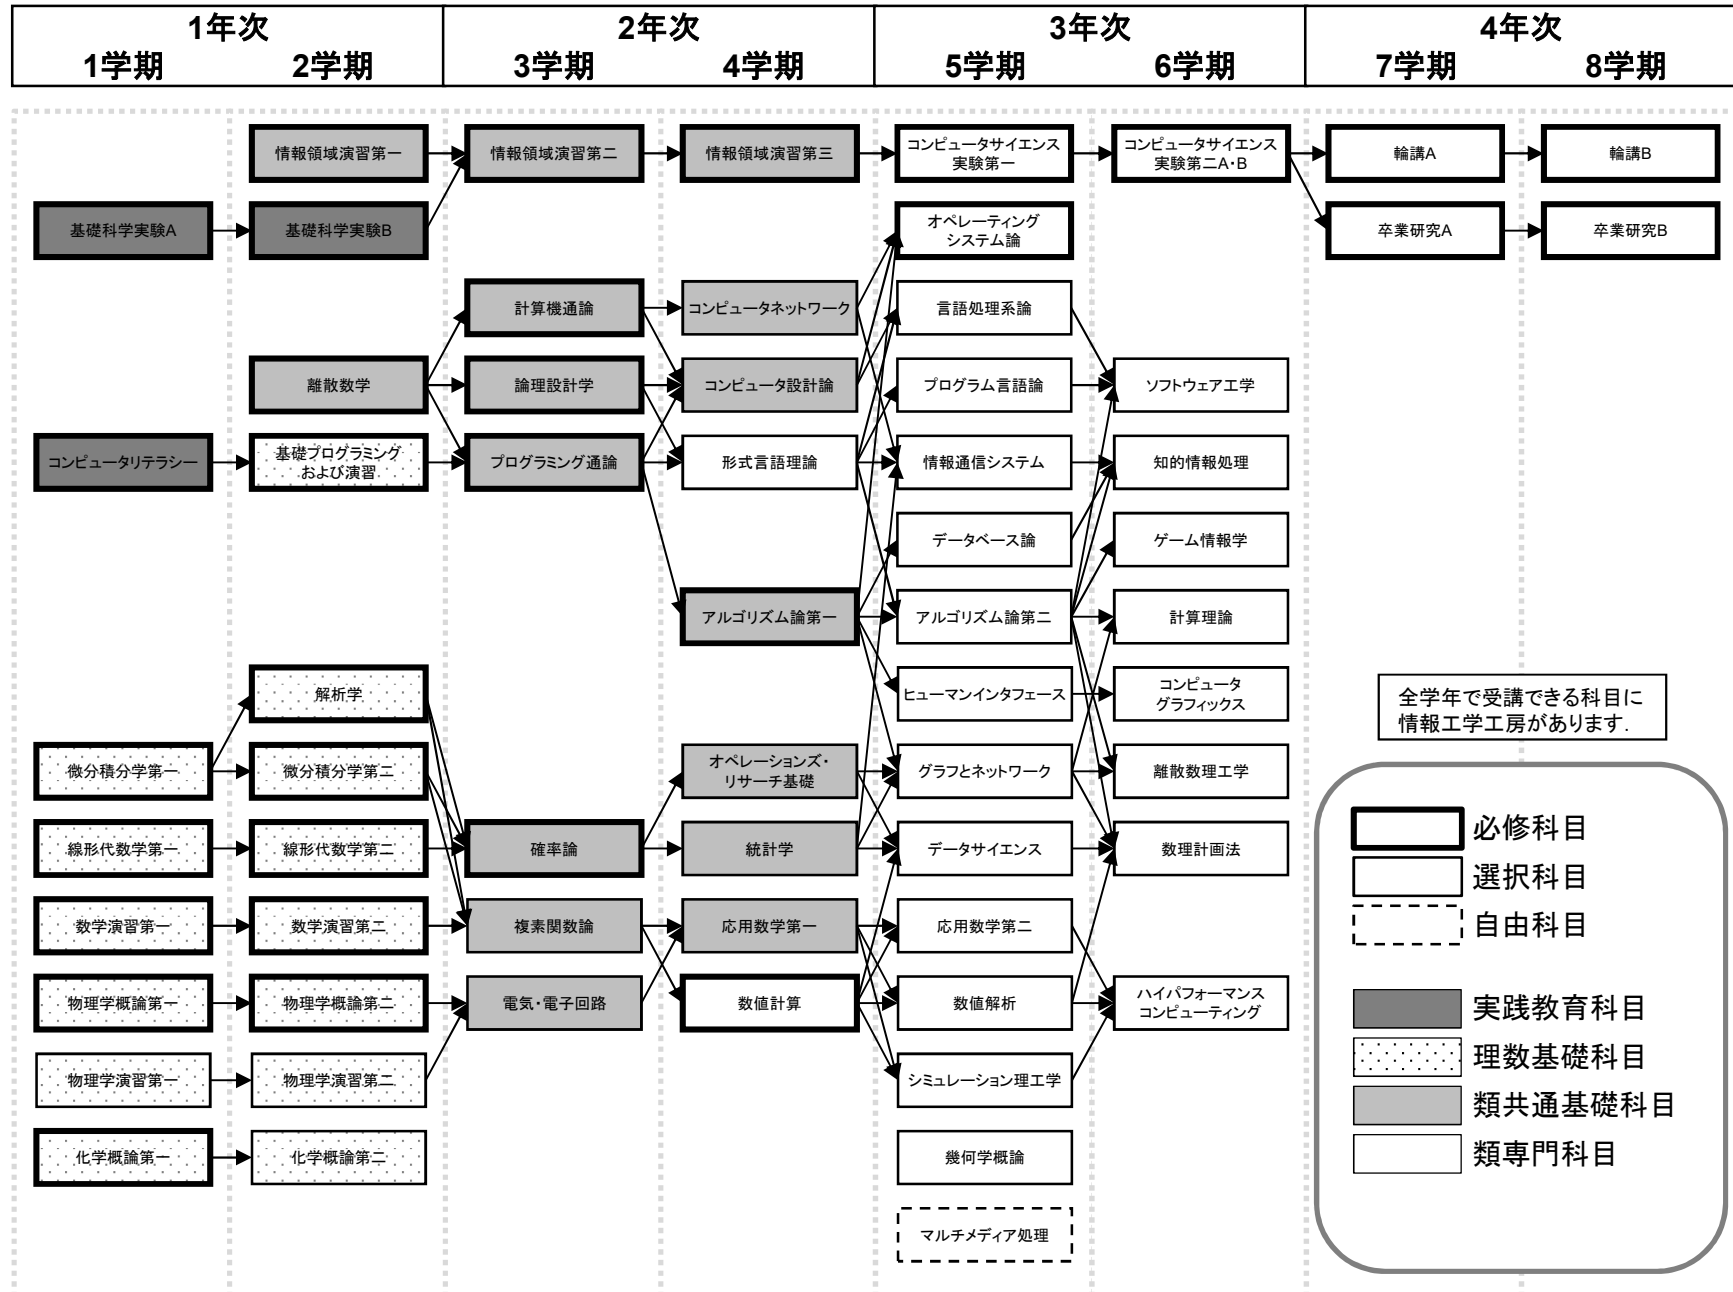 1年次 2年次 3年次 4年次
1学期 2学期 3学期 4学期 5学期 6学期 7学期 8学期
情報領域演習第一
情報領域演習第二
情報領域演習第三
コンピュータサイエンス
実験第一
コンピュータサイエンス
実験第二A・B
輪講A
輪講B
基礎科学実験A
基礎科学実験B
オペレーティング
システム論
卒業研究A
卒業研究B
計算機通論
コンピュータネットワーク
言語処理系論
離散数学
論理設計学
コンピュータ設計論
プログラム言語論
ソフトウェア工学
コンピュータリテラシー
基礎プログラミング
および演習
プログラミング通論
形式言語理論
情報通信システム
知的情報処理
データベース論
ゲーム情報学
アルゴリズム論第一
アルゴリズム論第二
計算理論
解析学
ヒューマンインタフェース
コンピュータ
グラフィックス
微分積分学第一
微分積分学第二
オペレーションズ・
リサーチ基礎
グラフとネットワーク
離散数理工学
線形代数学第一
線形代数学第二
確率論
統計学
データサイエンス
数理計画法
数学演習第一
数学演習第二
複素関数論
応用数学第一
応用数学第二
物理学概論第一
物理学概論第二
電気・電子回路
数値計算
数値解析
ハイパフォーマンス
コンピューティング
物理学演習第一
物理学演習第二
シミュレーション理工学
化学概論第一
化学概論第二
幾何学概論
マルチメディア処理
全学年で受講できる科目に
情報工学工房があります.
必修科目
選択科目
自由科目
実践教育科目
理数基礎科目
類共通基礎科目
類専門科目